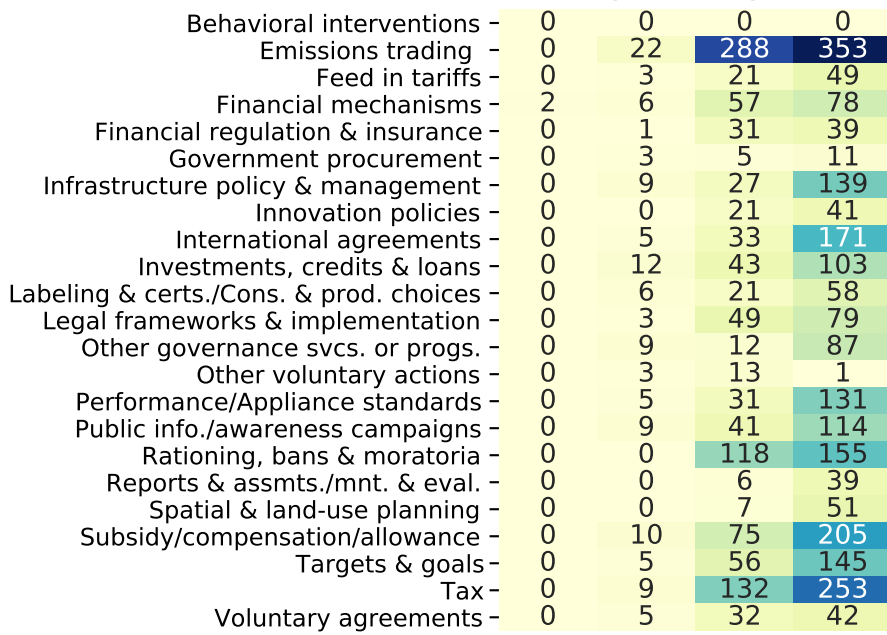 Behavioral interventions 0 0 0 0
Emissions trading 0 22 288 353
Feed in tariffs 0 3 21 49
Financial mechanisms 2 6 57 78
Financial regulation & insurance 0 1 31 39
Government procurement 0 3 5 11
Infrastructure policy & management 0 9 27 139
Innovation policies 0 0 21 41
International agreements 0 5 33 171
Investments, credits & loans 0 12 43 103
Labeling & certs./Cons. & prod. choices 0 6 21 58
Legal frameworks & implementation 0 3 49 79
Other governance svcs. or progs. 0 9 12 87
Other voluntary actions 0 3 13 1
Performance/Appliance standards 0 5 31 131
Public info./awareness campaigns 0 9 41 114
Rationing, bans & moratoria 0 0 118 155
Reports & assmts./mnt. & eval. 0 0 6 39
Spatial & land-use planning 0 0 7 51
Subsidy/compensation/allowance 0 10 75 205
Targets & goals 0 5 56 145
Tax 0 9 132 253
Voluntary agreements 0 5 32 42